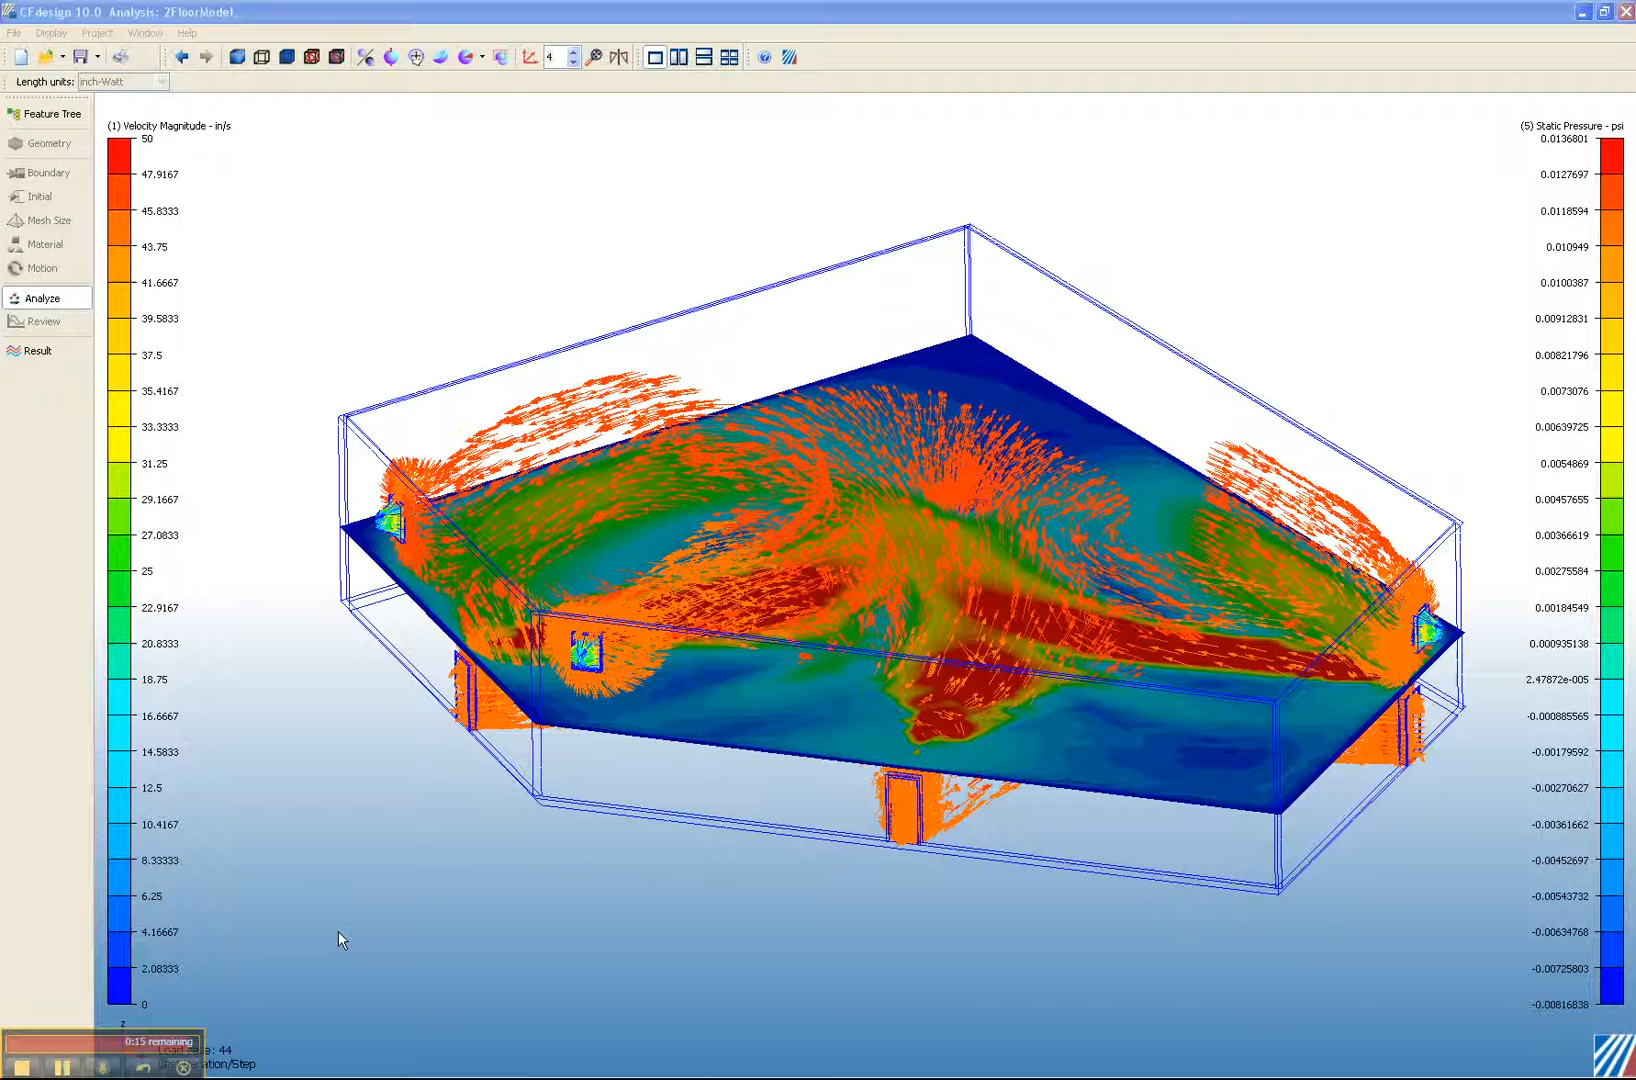 CFdesign 10.0 Analysis: 2FloorModel
File Display Project Window Help
4
Length units: inch-Watt
Feature Tree
Geometry
Boundary
Initial
Mesh Size
Material
Motion
Analyze
Review
Result
(1) Velocity Magnitude - in/s
50
47.9167
45.8333
43.75
41.6667
39.5833
37.5
35.4167
33.3333
31.25
29.1667
27.0833
25
22.9167
20.8333
18.75
16.6667
14.5833
12.5
10.4167
8.33333
6.25
4.16667
2.08333
0
(5) Static Pressure - psi
0.0136801
0.0127697
0.0118594
0.010949
0.0100387
0.00912831
0.00821796
0.0073076
0.00639725
0.0054869
0.00457655
0.00366619
0.00275584
0.00184549
0.000935138
2.47872e-005
-0.000885565
-0.00179592
-0.00270627
-0.00361662
-0.00452697
-0.00543732
-0.00634768
-0.00725803
-0.00816838
z
0:15 remaining
44
/Step